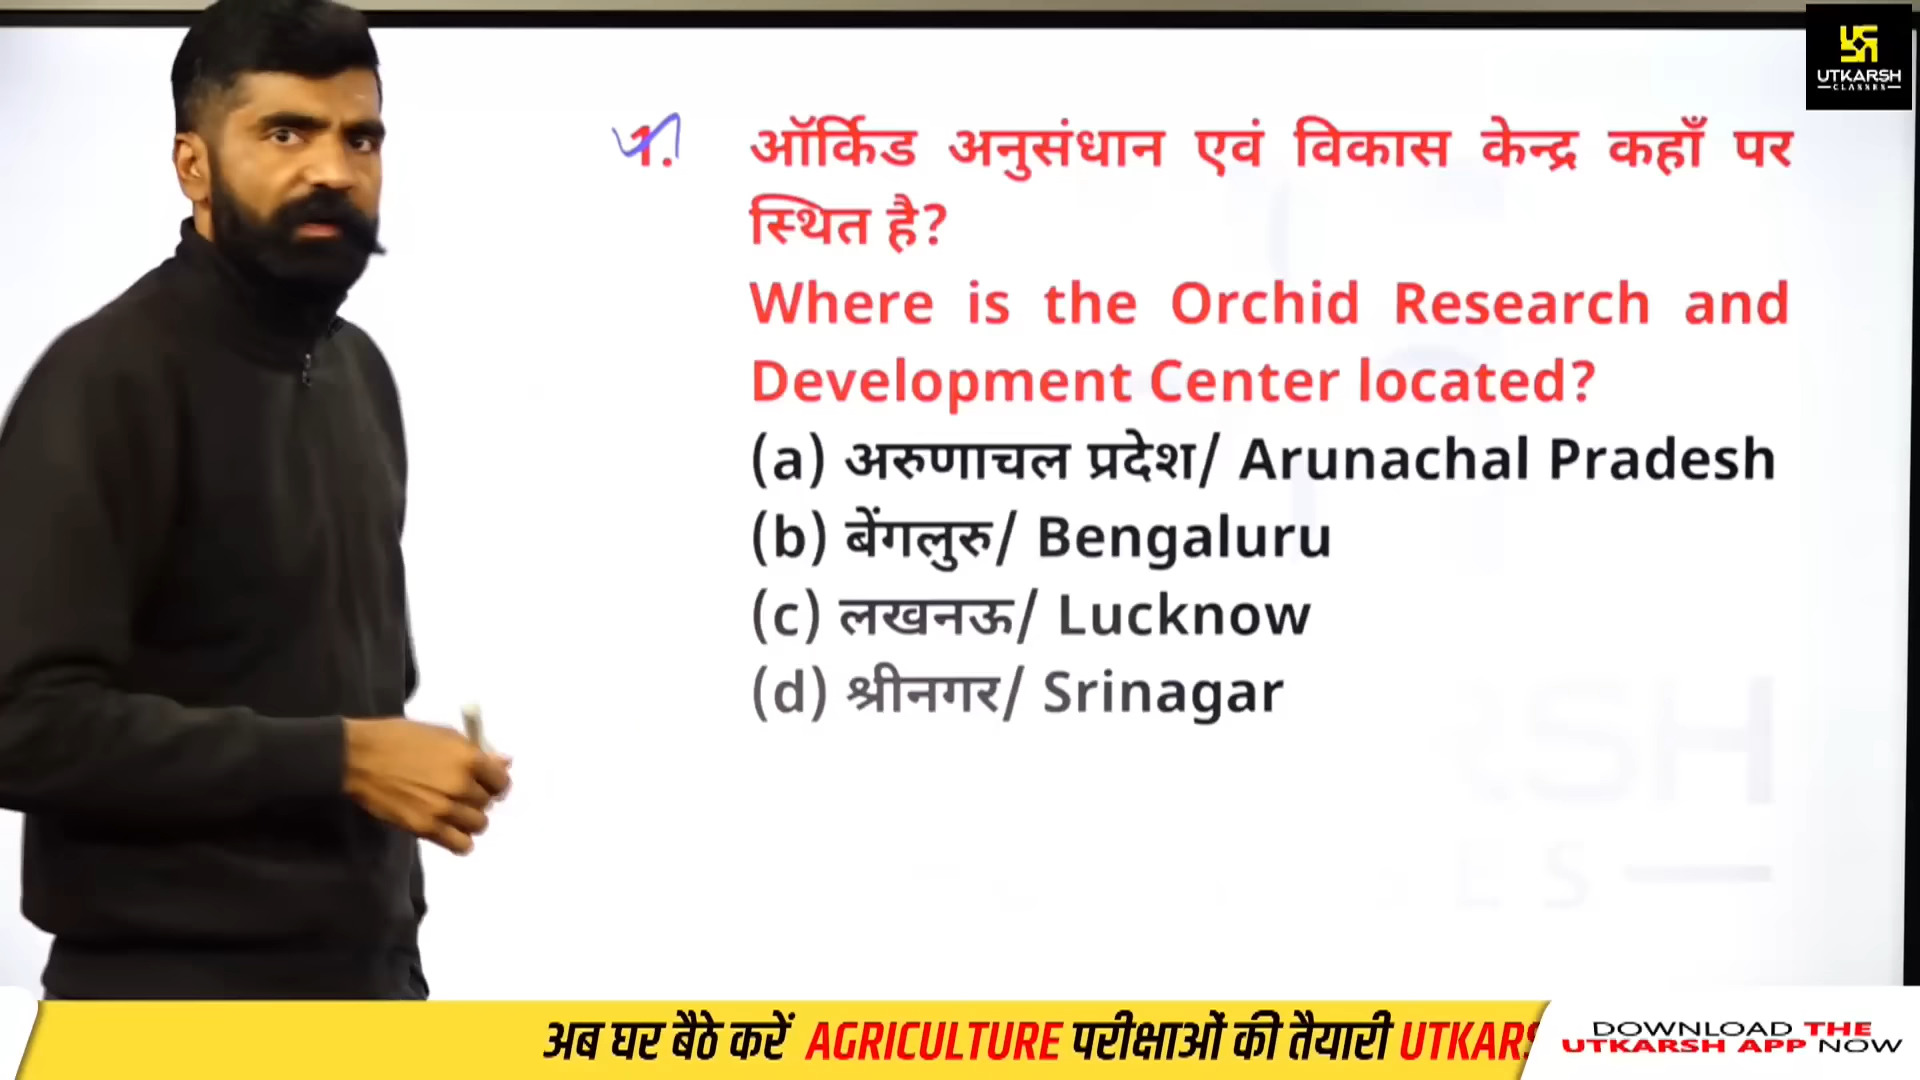 UTKARSH
CLASSES
1. ऑर्किड अनुसंधान एवं विकास केन्द्र कहाँ पर
स्थित है?
Where is the Orchid Research and
Development Center located?
(a) अरुणाचल प्रदेश/ Arunachal Pradesh
(b) बेंगलुरु/ Bengaluru
(c) लखनऊ/ Lucknow
(d) श्रीनगर/ Srinagar
अब घर बैठे करें AGRICULTURE परीक्षाओं की तैयारी UTKARS
DOWNLOAD THE
UTKARSH APP NOW